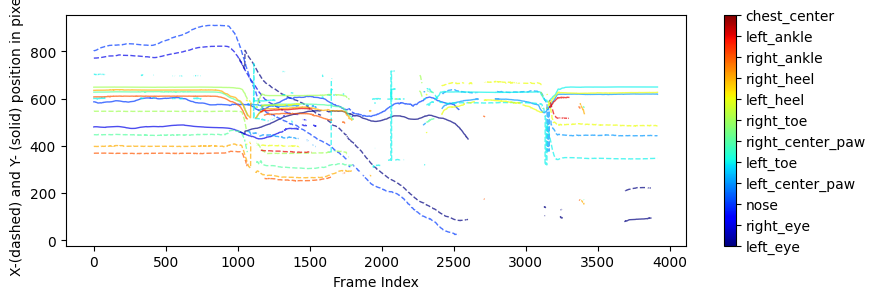 X-(dashed) and Y- (solid) position in pixe
800
600
400
200
0
0 500 1000 1500 2000 2500 3000 3500 4000
Frame Index
chest_center
left_ankle
right_ankle
right_heel
left_heel
right_toe
right_center_paw
left_toe
left_center_paw
nose
right_eye
left_eye